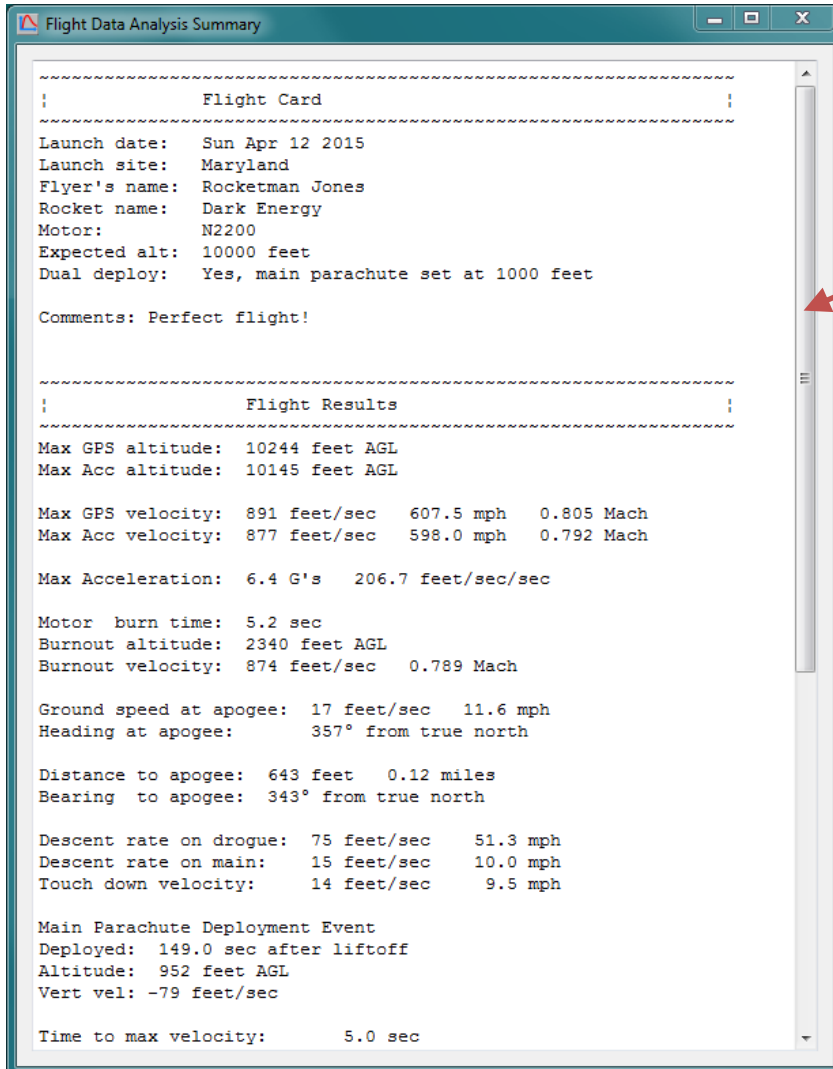 Flight Data Analysis Summary
~~~~~~~~~~~~~~~~~~~~~~~~~~~~~~~~~~~~~~~~~~~~~~~~~~~~~~~~~~~~~~~~
¦              Flight Card                                     ¦
~~~~~~~~~~~~~~~~~~~~~~~~~~~~~~~~~~~~~~~~~~~~~~~~~~~~~~~~~~~~~~~~
Launch date:   Sun Apr 12 2015
Launch site:   Maryland
Flyer's name:  Rocketman Jones
Rocket name:   Dark Energy
Motor:         N2200
Expected alt:  10000 feet
Dual deploy:   Yes, main parachute set at 1000 feet
Comments: Perfect flight!
~~~~~~~~~~~~~~~~~~~~~~~~~~~~~~~~~~~~~~~~~~~~~~~~~~~~~~~~~~~~~~~~
¦                  Flight Results                              ¦
~~~~~~~~~~~~~~~~~~~~~~~~~~~~~~~~~~~~~~~~~~~~~~~~~~~~~~~~~~~~~~~~
Max GPS altitude:  10244 feet AGL
Max Acc altitude:  10145 feet AGL
Max GPS velocity:  891 feet/sec   607.5 mph   0.805 Mach
Max Acc velocity:  877 feet/sec   598.0 mph   0.792 Mach
Max Acceleration:  6.4 G's   206.7 feet/sec/sec
Motor  burn time:  5.2 sec
Burnout altitude:  2340 feet AGL
Burnout velocity:  874 feet/sec   0.789 Mach
Ground speed at apogee:  17 feet/sec   11.6 mph
Heading at apogee:       357° from true north
Distance to apogee:  643 feet   0.12 miles
Bearing  to apogee:  343° from true north
Descent rate on drogue:  75 feet/sec    51.3 mph
Descent rate on main:    15 feet/sec    10.0 mph
Touch down velocity:     14 feet/sec     9.5 mph
Main Parachute Deployment Event
Deployed:  149.0 sec after liftoff
Altitude:  952 feet AGL
Vert vel: -79 feet/sec
Time to max velocity:       5.0 sec